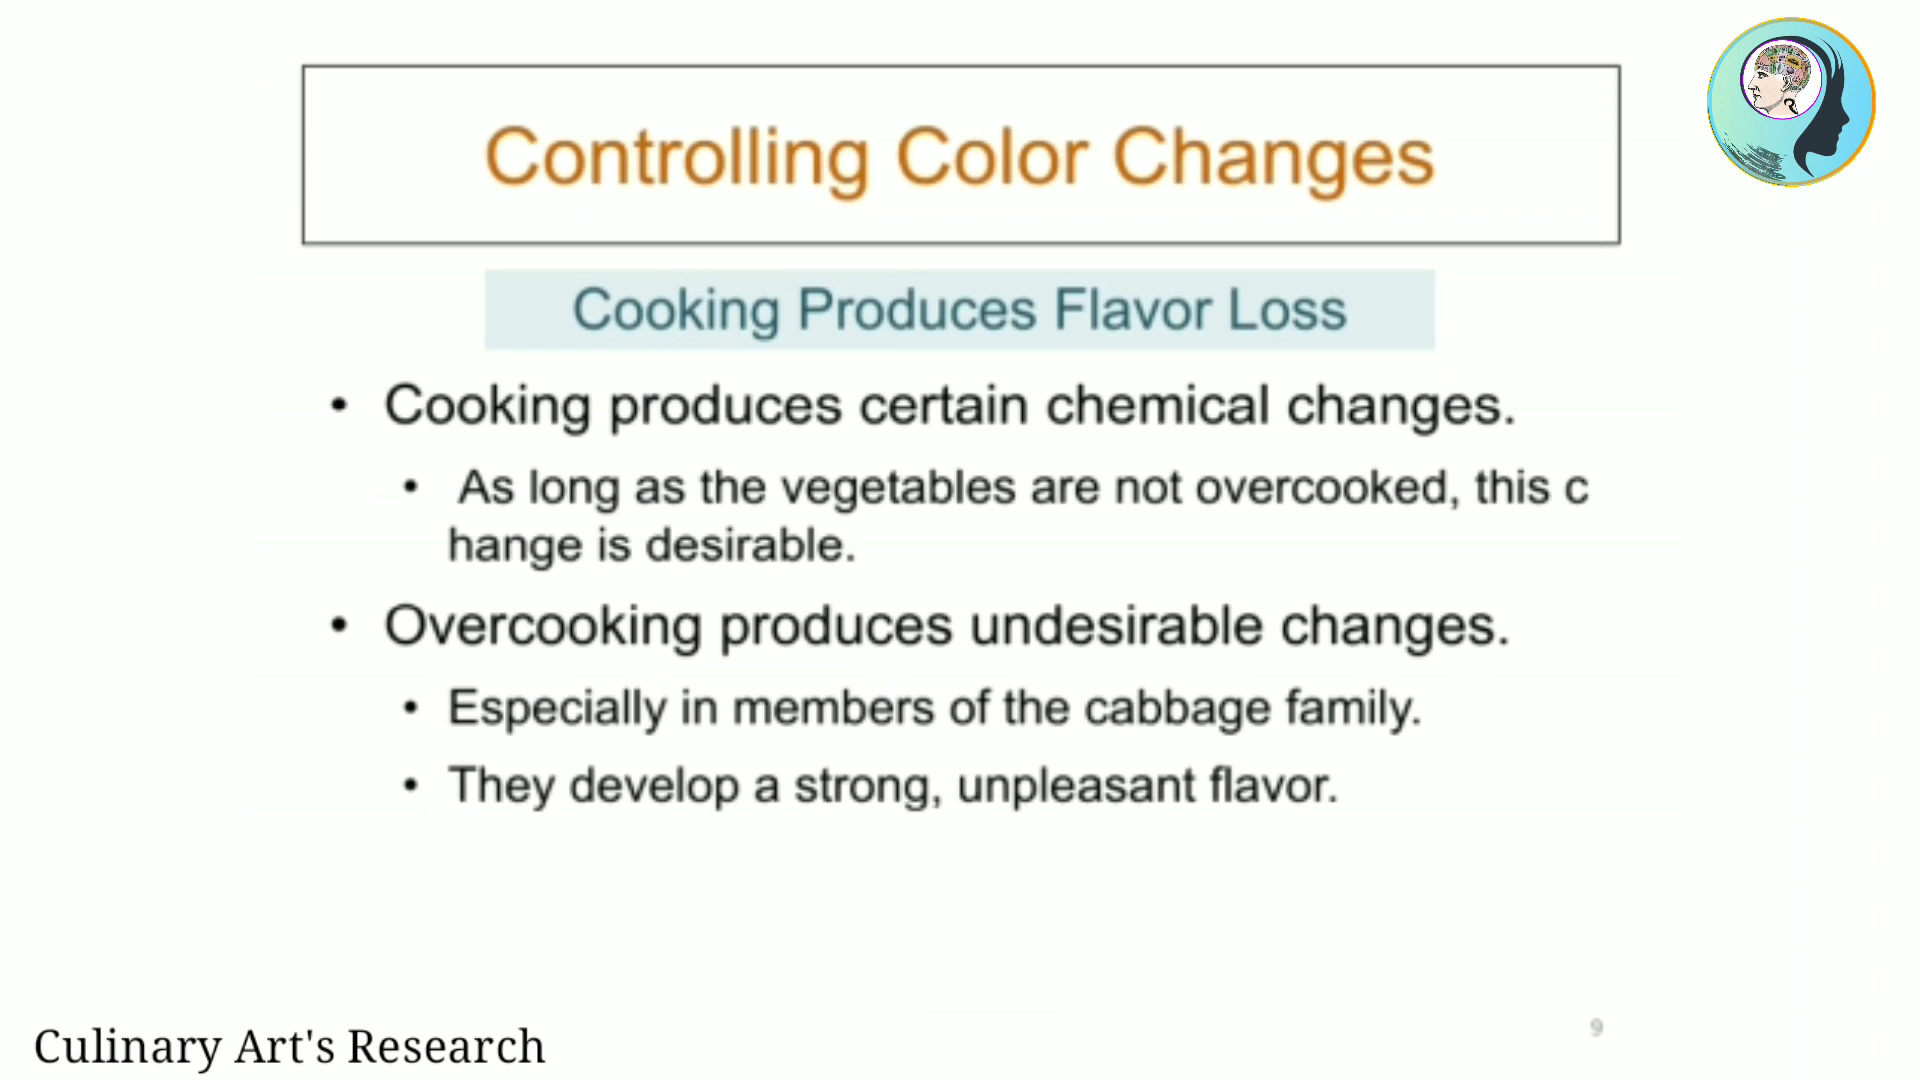 Controlling Color Changes
Cooking Produces Flavor Loss
• Cooking produces certain chemical changes.
• As long as the vegetables are not overcooked, this c
hange is desirable.
• Overcooking produces undesirable changes.
• Especially in members of the cabbage family.
• They develop a strong, unpleasant flavor.
9
Culinary Art's Research